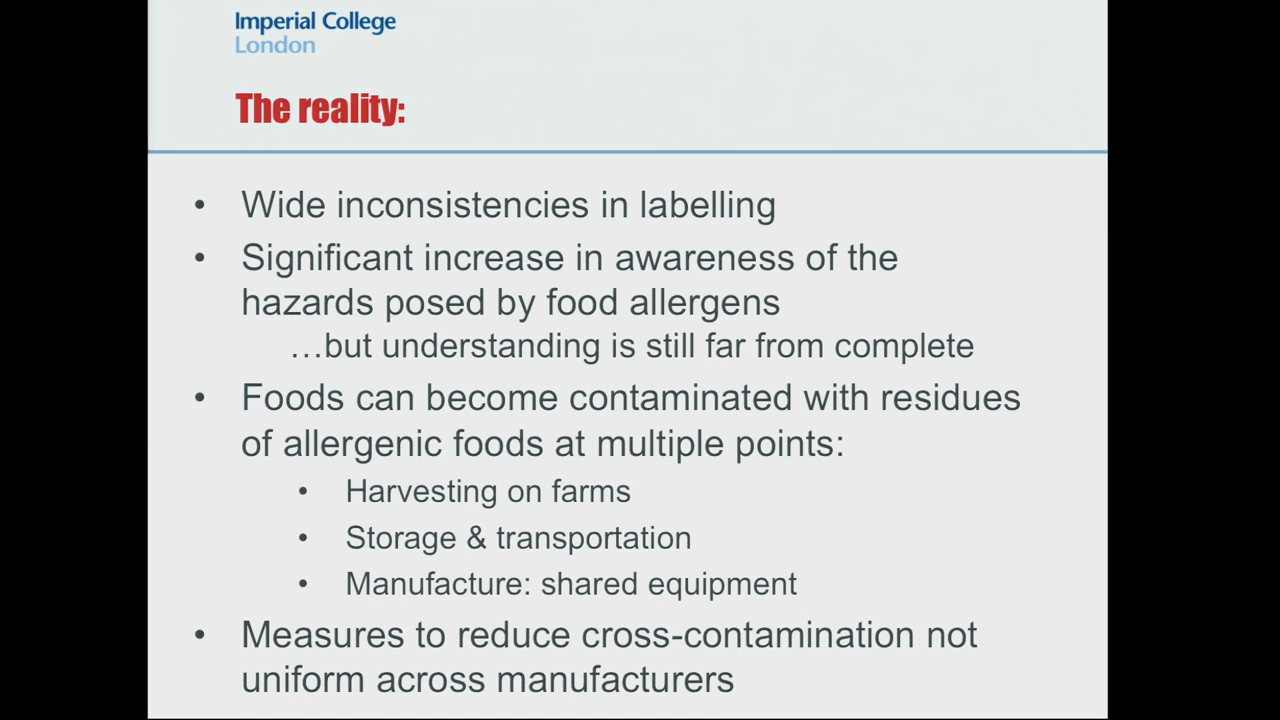 Imperial College
London
The reality:
• Wide inconsistencies in labelling
• Significant increase in awareness of the
hazards posed by food allergens
…but understanding is still far from complete
• Foods can become contaminated with residues
of allergenic foods at multiple points:
• Harvesting on farms
• Storage & transportation
• Manufacture: shared equipment
• Measures to reduce cross-contamination not
uniform across manufacturers